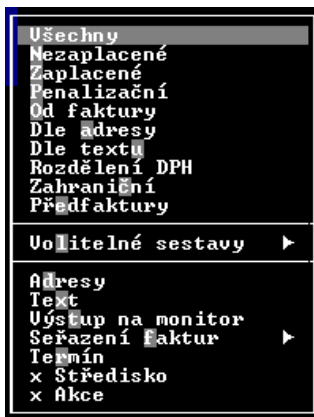 Všechny
Nezaplacené
Zaplacené
Penalizační
Od faktury
Dle adresy
Dle textu
Rozdělení DPH
Zahraniční
Předfaktury
Volitelné sestavy
Adresy
Text
Výstup na monitor
Seřazení faktur
Termín
x Středisko
x Akce